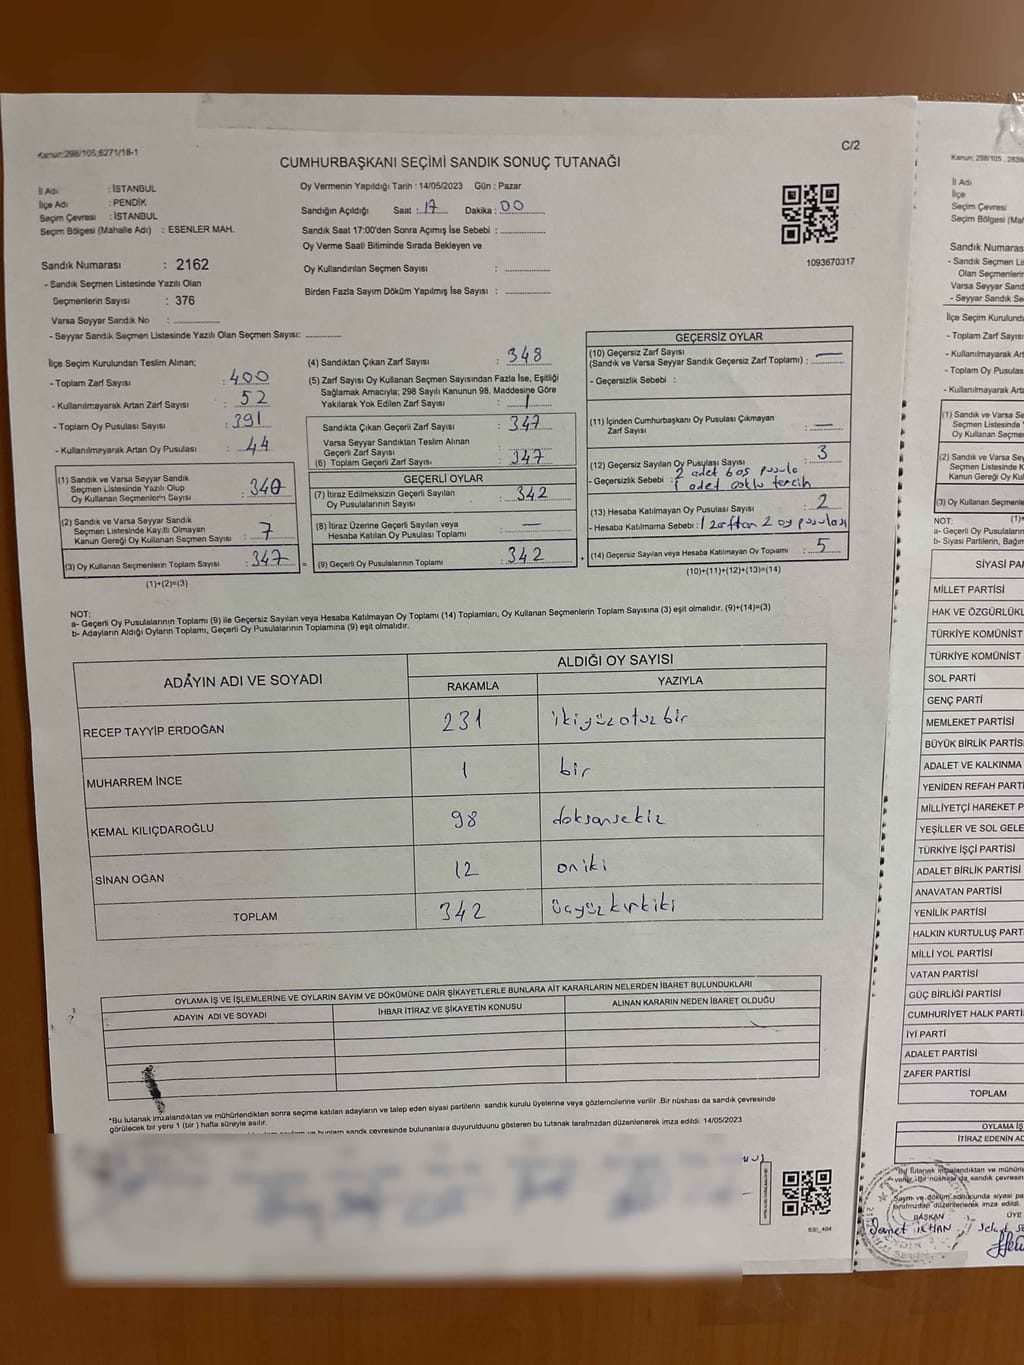 Kanun:298/105,6271/18-1
C/2
CUMHURBAŞKANI SEÇİMİ SANDIK SONUÇ TUTANAĞI
İl Adı : İSTANBUL
İlçe Adı : PENDİK
Seçim Çevresi : İSTANBUL
Seçim Bölgesi (Mahalle Adı) : ESENLER MAH.
Sandık Numarası : 2162
- Sandık Seçmen Listesinde Yazılı Olan
Seçmenlerin Sayısı : 376
Varsa Seyyar Sandık No : ..............
- Seyyar Sandık Seçmen Listesinde Yazılı Olan Seçmen Sayısı: ............
Oy Vermenin Yapıldığı Tarih : 14/05/2023 Gün : Pazar
Sandığın Açıldığı Saat : 17 Dakika : 00
Sandık Saat 17:00'den Sonra Açımış İse Sebebi : ..............
Oy Verme Saati Bitiminde Sırada Bekleyen ve
Oy Kullandırılan Seçmen Sayısı : ..............
Birden Fazla Sayım Döküm Yapılmış İse Sayısı : ..............
1093670317
İlçe Seçim Kurulundan Teslim Alınan;
- Toplam Zarf Sayısı : 400
- Kullanılmayarak Artan Zarf Sayısı : 52
- Toplam Oy Pusulası Sayısı : 391
- Kullanılmayarak Artan Oy Pusulası : 44
(1) Sandık ve Varsa Seyyar Sandık
Seçmen Listesinde Yazılı Olup
Oy Kullanan Seçmenlerin Sayısı : 340
(2) Sandık ve Varsa Seyyar Sandık
Seçmen Listesinde Kayıtlı Olmayan
Kanun Gereği Oy Kullanan Seçmen Sayısı : 7
(3) Oy Kullanan Seçmenlerin Toplam Sayısı : 347
(1)+(2)=(3)
(4) Sandıktan Çıkan Zarf Sayısı : 348
(5) Zarf Sayısı Oy Kullanan Seçmen Sayısından Fazla İse, Eşitliği
Sağlamak Amacıyla; 298 Sayılı Kanunun 98. Maddesine Göre
Yakılarak Yok Edilen Zarf Sayısı : 1
Sandıkta Çıkan Geçerli Zarf Sayısı : 347
Varsa Seyyar Sandıktan Teslim Alınan
Geçerli Zarf Sayısı
(6) Toplam Geçerli Zarf Sayısı : 347
GEÇERLİ OYLAR
(7) İtiraz Edilmeksizin Geçerli Sayılan
Oy Pusulalarının Sayısı : 342
(8) İtiraz Üzerine Geçerli Sayılan veya
Hesaba Katılan Oy Pusulası Toplamı : —
(9) Geçerli Oy Pusulalarının Toplamı : 342
GEÇERSİZ OYLAR
(10) Geçersiz Zarf Sayısı
(Sandık ve Varsa Seyyar Sandık Geçersiz Zarf Toplamı) : —
- Geçersizlik Sebebi :
(11) İçinden Cumhurbaşkanı Oy Pusulası Çıkmayan
Zarf Sayısı : —
(12) Geçersiz Sayılan Oy Pusulası Sayısı : 3
- Geçersizlik Sebebi : 2 adet boş pusula
1 adet çoklu tercih
(13) Hesaba Katılmayan Oy Pusulası Sayısı : 2
- Hesaba Katılmama Sebebi : 1 zarftan 2 oy pusulası
(14) Geçersiz Sayılan veya Hesaba Katılmayan Oy Toplamı : 5
(10)+(11)+(12)+(13)=(14)
NOT:
a- Geçerli Oy Pusulalarının Toplamı (9) ile Geçersiz Sayılan veya Hesaba Katılmayan Oy Toplamı (14) Toplamları, Oy Kullanan Seçmenlerin Toplam Sayısına (3) eşit olmalıdır. (9)+(14)=(3)
b- Adayların Aldığı Oyların Toplamı, Geçerli Oy Pusulalarının Toplamına (9) eşit olmalıdır.
ADAYIN ADI VE SOYADI
ALDIĞI OY SAYISI
RAKAMLA YAZIYLA
RECEP TAYYİP ERDOĞAN 231 ikiyüzotuzbir
MUHARREM İNCE 1 bir
KEMAL KILIÇDAROĞLU 98 doksansekiz
SİNAN OĞAN 12 oniki
TOPLAM 342 üçyüzkırkiki
OYLAMA İŞ VE İŞLEMLERİNE VE OYLARIN SAYIM VE DÖKÜMÜNE DAİR ŞİKAYETLERLE BUNLARA AİT KARARLARIN NELERDEN İBARET BULUNDUKLARI
ADAYIN ADI VE SOYADI İHBAR İTİRAZ VE ŞİKAYETİN KONUSU ALINAN KARARIN NEDEN İBARET OLDUĞU
*Bu tutanak imzalandıktan ve mühürlendikten sonra seçime katılan adayların ve talep eden siyasi partilerin sandık kurulu üyelerine veya gözlemcilerine verilir .Bir nüshası da sandık çevresinde
görülecek bir yere 1 (bir ) hafta süreyle asılır.
sandık çevresinde bulunanlara duyurulduunu gösteren bu tutanak tarafımzdan düzenlenerek imza edildi. 14/05/2023
SSI_404
Kanun; 298/105 , 2839
İl Adı
İlçe
Seçim Çevresi
Seçim Bölgesi (Mah
Sandık Numaras
- Sandık Seçmen Li
Olan Seçmenlerin
Varsa Seyyar Sand
- Seyyar Sandık Se
İlçe Seçim Kurulund
- Toplam Zarf Sayıs
- Kullanılmayarak Ar
- Toplam Oy Pusulas
- Kullanılmayarak Art
(1) Sandık ve Varsa Se
Seçmen Listesinde
Oy Kullanan Seçme
(2) Sandık ve Varsa Sey
Seçmen Listesinde K
Kanun Gereği Oy Kul
(3) Oy Kullanan Seçmenle
NOT: (1)+
a- Geçerli Oy Pusulaların
b- Siyasi Partilerin, Bağım
SİYASİ PA
MİLLET PARTİSİ
HAK VE ÖZGÜRLÜKL
TÜRKİYE KOMÜNİST
TÜRKİYE KOMÜNİST
SOL PARTİ
GENÇ PARTİ
MEMLEKET PARTİSİ
BÜYÜK BİRLİK PARTİS
ADALET VE KALKINMA
YENİDEN REFAH PARTİ
MİLLİYETÇİ HAREKET P
YEŞİLLER VE SOL GELE
TÜRKİYE İŞÇİ PARTİSİ
ADALET BİRLİK PARTİSİ
ANAVATAN PARTİSİ
YENİLİK PARTİSİ
HALKIN KURTULUŞ PART
MİLLİ YOL PARTİSİ
VATAN PARTİSİ
GÜÇ BİRLİĞİ PARTİSİ
CUMHURİYET HALK PARTİ
İYİ PARTİ
ADALET PARTİSİ
ZAFER PARTİSİ
TOPLAM
OYLAMA İŞ
İTİRAZ EDENİN AD
*Bu tutanak imzalandıktan ve mühür
verilir .Bir nüshası da sandık çevresin
Sayım ve döküm sonucunda siyasi pa
tarafımzdan düzenlenerek imza edildi.
BAŞKAN ÜYE